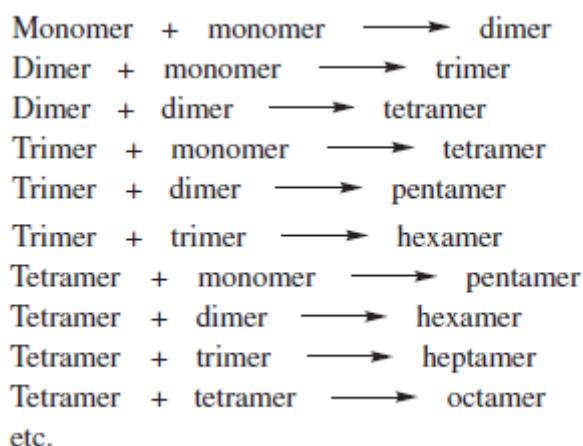 Monomer + monomer ⟶ dimer
Dimer + monomer ⟶ trimer
Dimer + dimer ⟶ tetramer
Trimer + monomer ⟶ tetramer
Trimer + dimer ⟶ pentamer
Trimer + trimer ⟶ hexamer
Tetramer + monomer ⟶ pentamer
Tetramer + dimer ⟶ hexamer
Tetramer + trimer ⟶ heptamer
Tetramer + tetramer ⟶ octamer
etc.